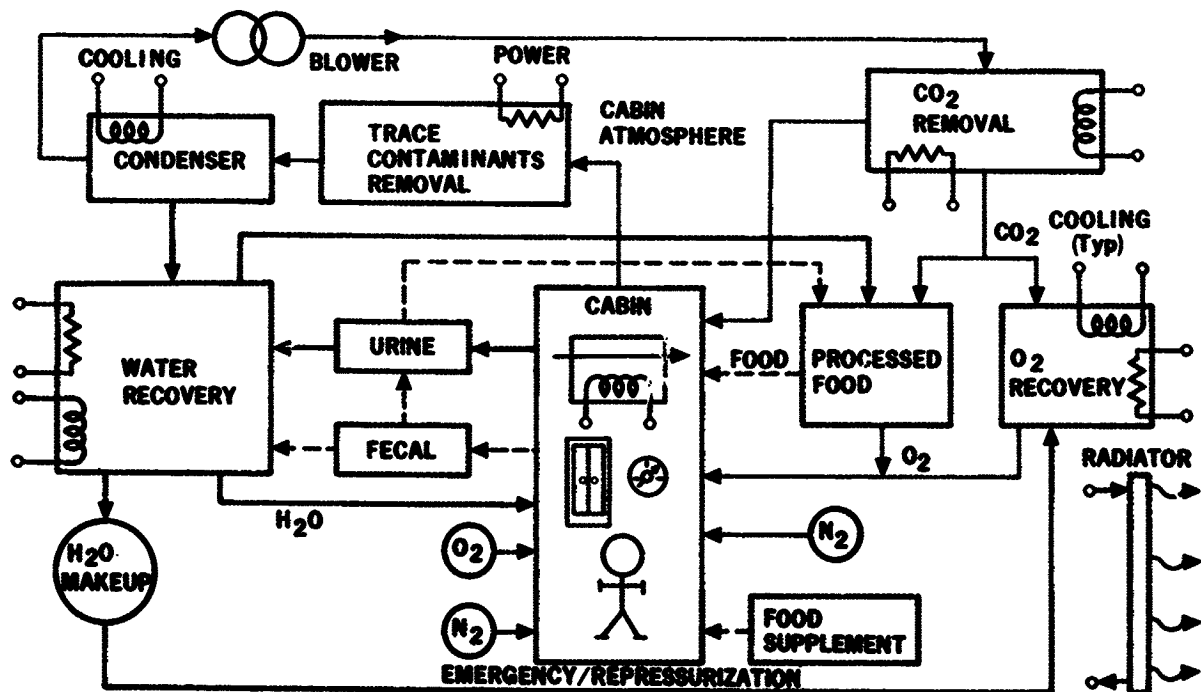 COOLING
BLOWER
POWER
CABIN
ATMOSPHERE
CO2
REMOVAL
CONDENSER
TRACE
CONTAMINANTS
REMOVAL
CO2
COOLING
(Typ)
WATER
RECOVERY
URINE
FECAL
CABIN
FOOD
PROCESSED
FOOD
O2
RECOVERY
O2
RADIATOR
H2O
H2O
MAKEUP
O2
N2
N2
FOOD
SUPPLEMENT
EMERGENCY/REPRESSURIZATION